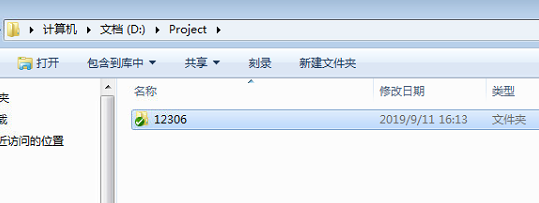 计算机 文档 (D:) Project
打开 包含到库中 共享 刻录 新建文件夹
名称 修改日期 类型
夹
12306 2019/9/11 16:13 文件夹
载
近访问的位置